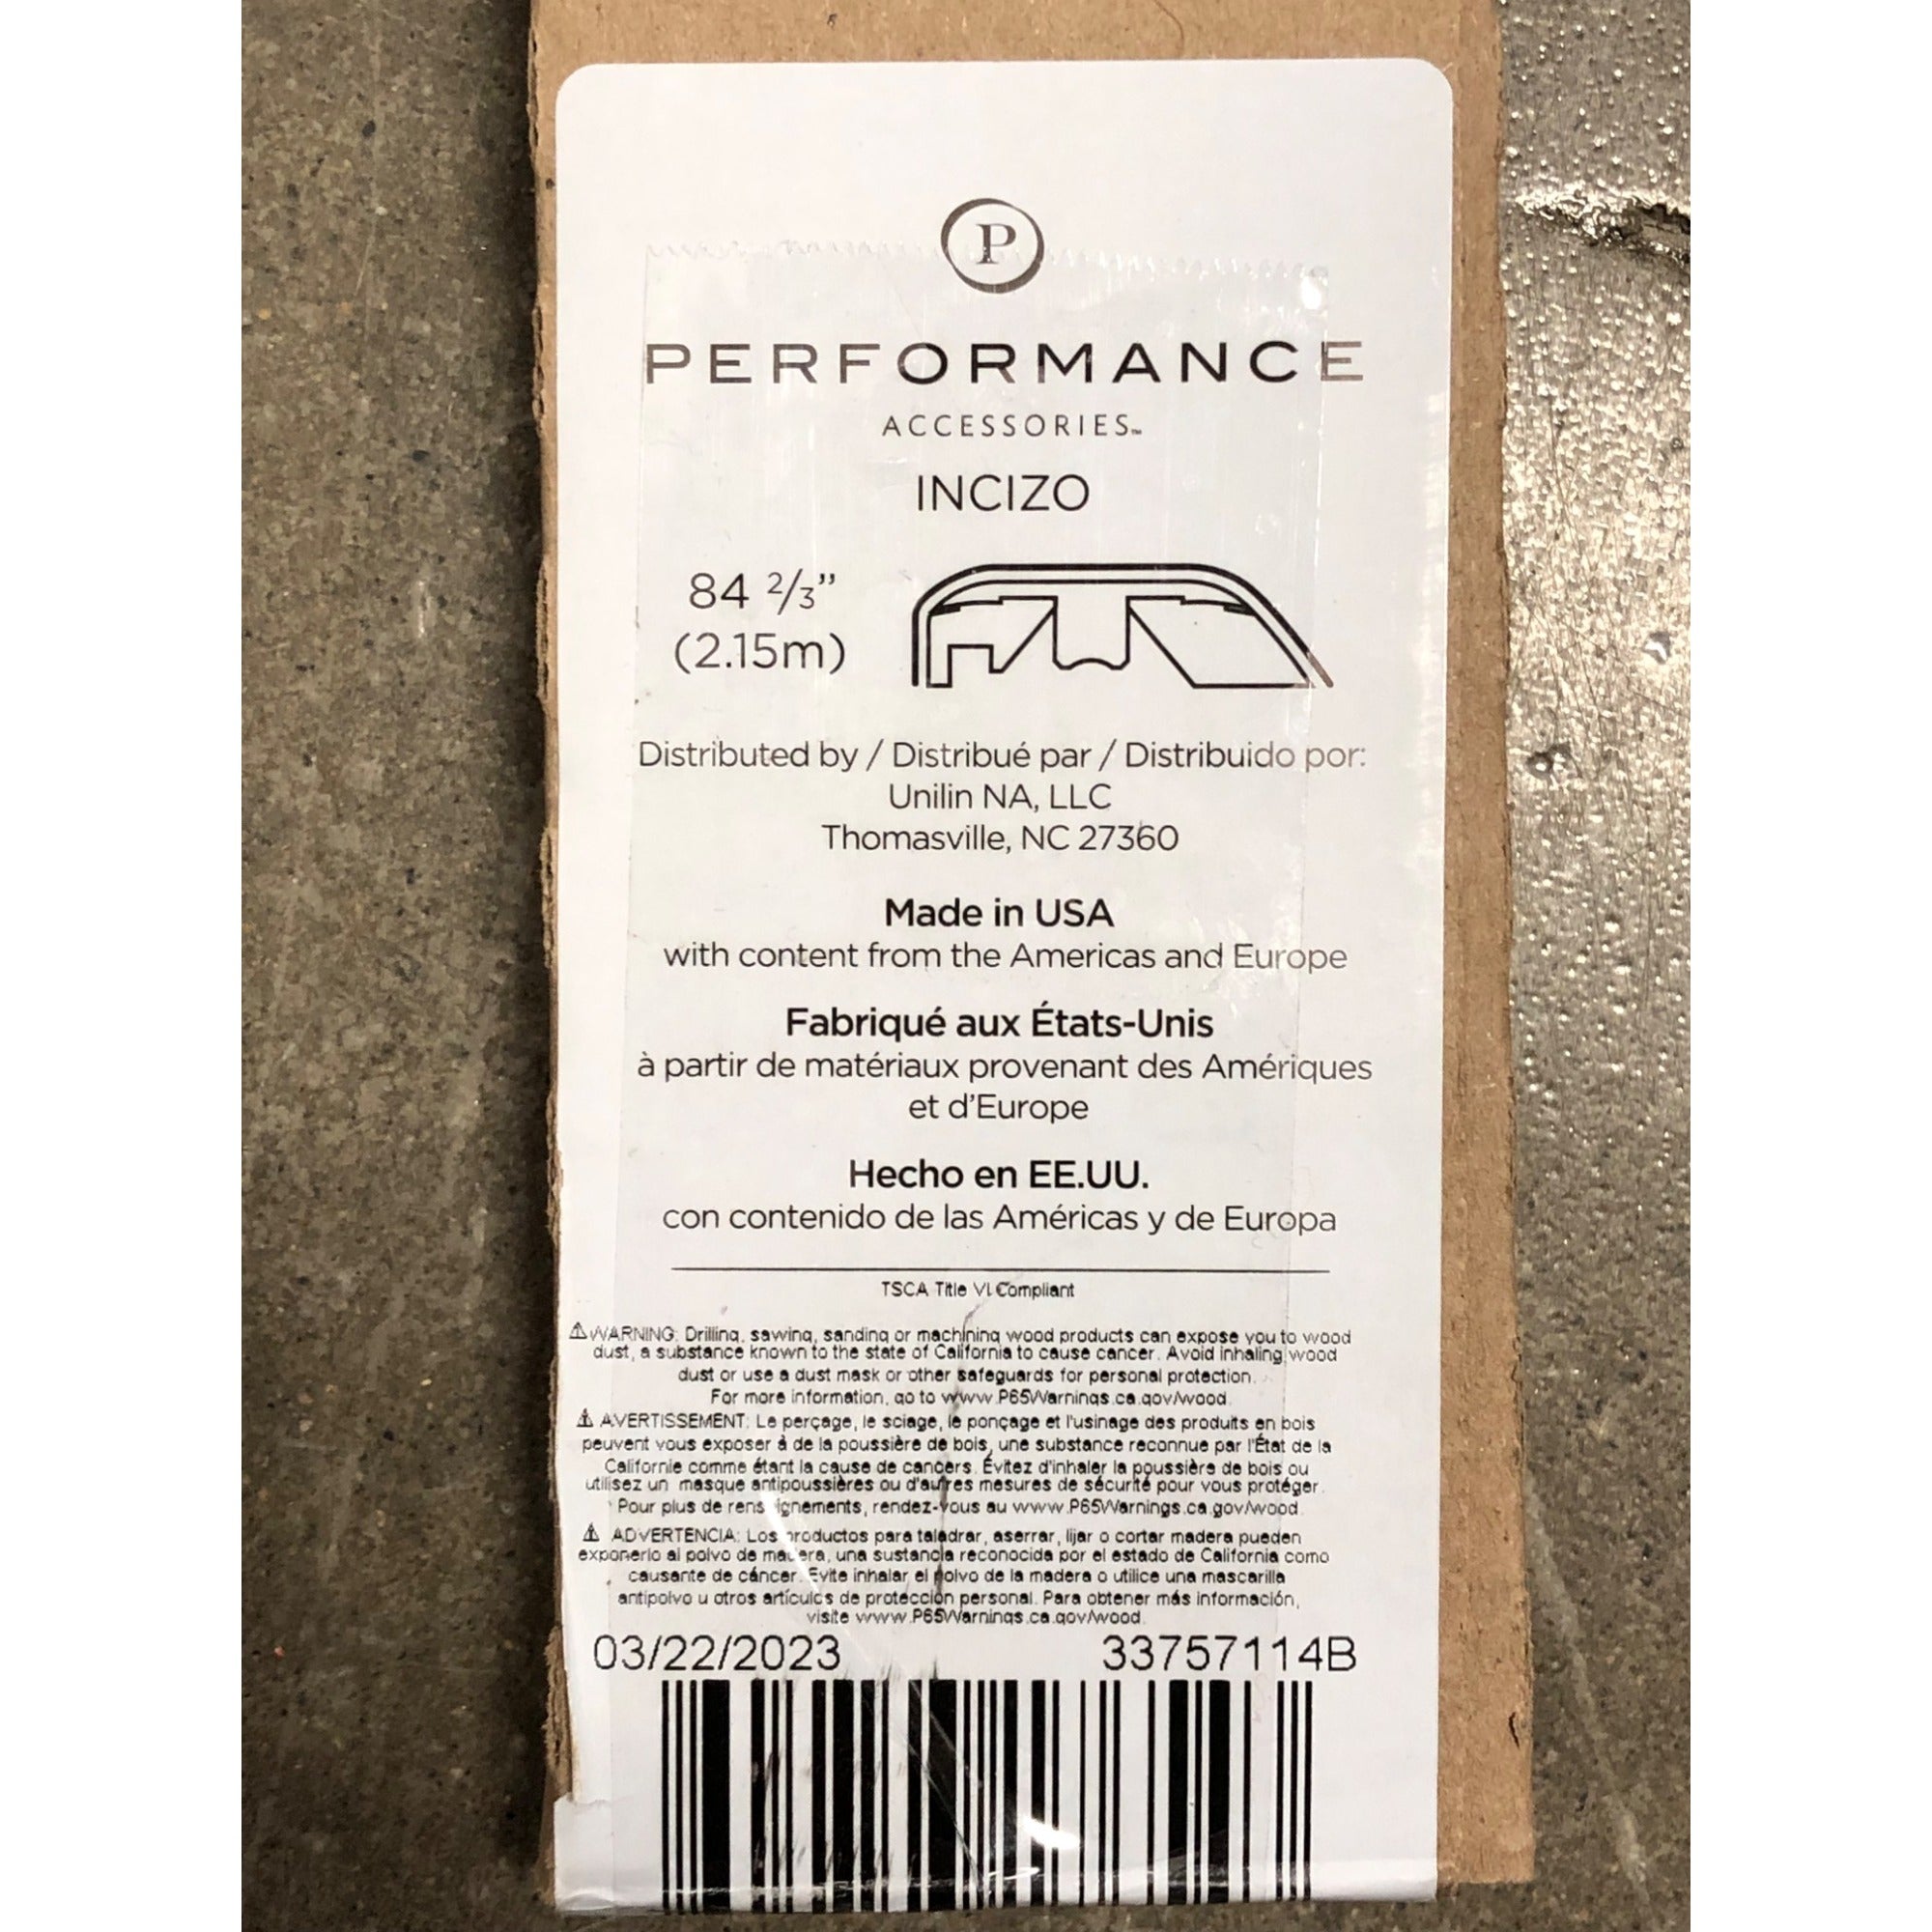 P
PERFORMANCE
ACCESSORIES™
INCIZO
84 ⅔”
(2.15m)
Distributed by / Distribué par / Distribuido por:
Unilin NA, LLC
Thomasville, NC 27360
Made in USA
with content from the Americas and Europe
Fabriqué aux États-Unis
à partir de matériaux provenant des Amériques
et d’Europe
Hecho en EE.UU.
con contenido de las Américas y de Europa
TSCA Title VI Compliant
⚠WARNING: Drilling, sawing, sanding or machining wood products can expose you to wood
dust, a substance known to the state of California to cause cancer. Avoid inhaling wood
dust or use a dust mask or other safeguards for personal protection.
For more information, go to www.P65Warnings.ca.gov/wood.
⚠ AVERTISSEMENT: Le perçage, le sciage, le ponçage et l'usinage des produits en bois
peuvent vous exposer à de la poussière de bois, une substance reconnue par l'État de la
Californie comme étant la cause de cancers. Évitez d'inhaler la poussière de bois ou
utilisez un masque antipoussières ou d'autres mesures de sécurité pour vous protéger.
Pour plus de renseignements, rendez-vous au www.P65Warnings.ca.gov/wood.
⚠ ADVERTENCIA: Los productos para taladrar, aserrar, lijar o cortar madera pueden
exponerlo al polvo de madera, una sustancia reconocida por el estado de California como
causante de cáncer. Evite inhalar el polvo de la madera o utilice una mascarilla
antipolvo u otros artículos de protección personal. Para obtener más información,
visite www.P65Warnings.ca.gov/wood.
03/22/2023
33757114B